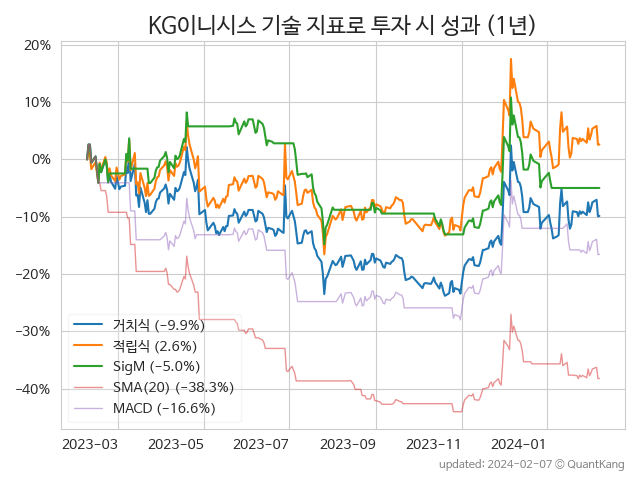 KG이니시스 기술 지표로 투자 시 성과 (1년)
20%
10%
0%
−10%
−20%
−30%
−40%
거치식 (−9.9%)
적립식 (2.6%)
SigM (−5.0%)
SMA(20) (−38.3%)
MACD (−16.6%)
2023−03
2023−05
2023−07
2023−09
2023−11
2024−01
updated: 2024−02−07 © QuantKang